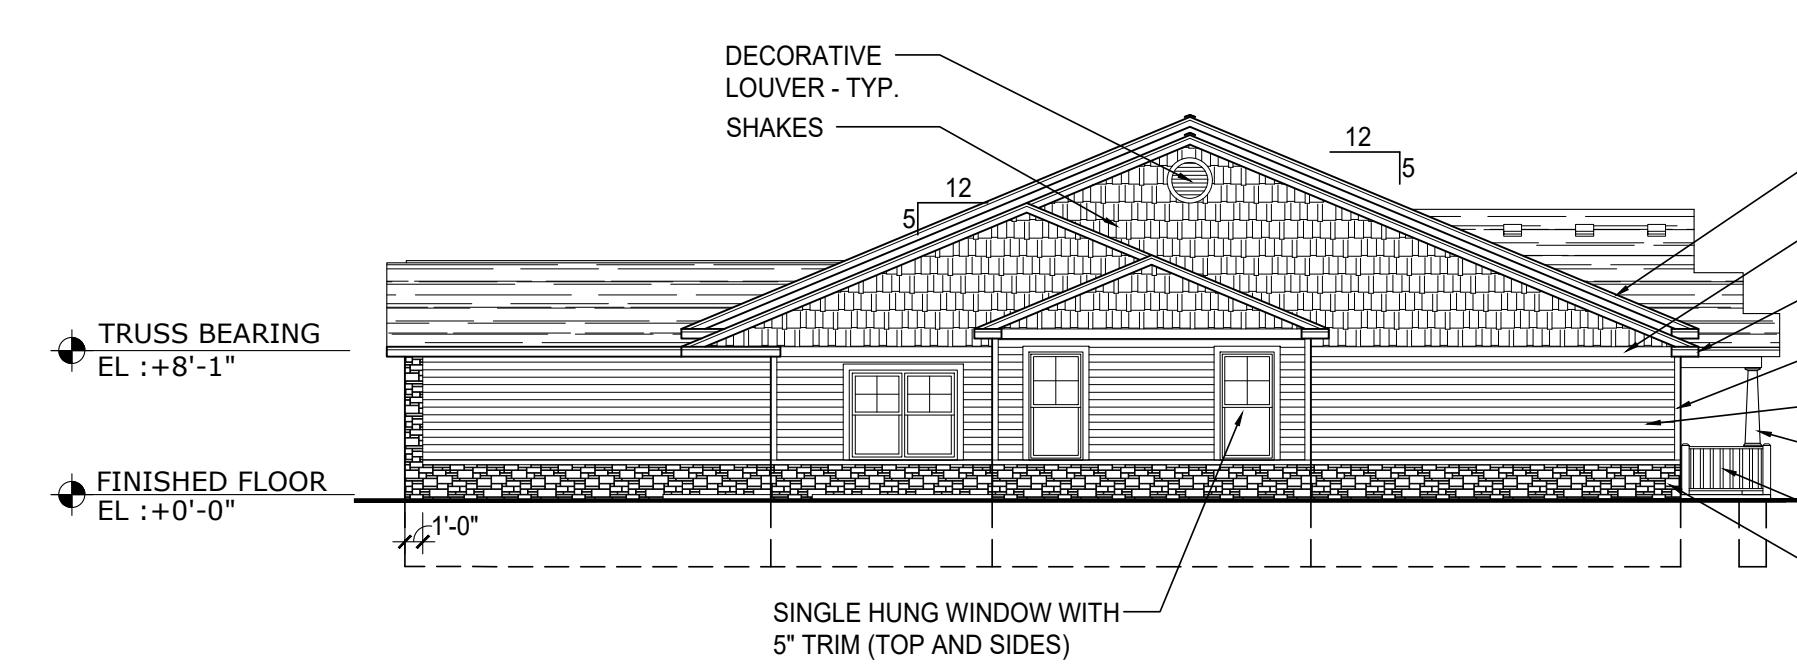 DECORATIVE
LOUVER - TYP.
SHAKES
12
5
12
5
TRUSS BEARING
EL :+8'-1"
FINISHED FLOOR
EL :+0'-0"
1'-0"
SINGLE HUNG WINDOW WITH
5" TRIM (TOP AND SIDES)